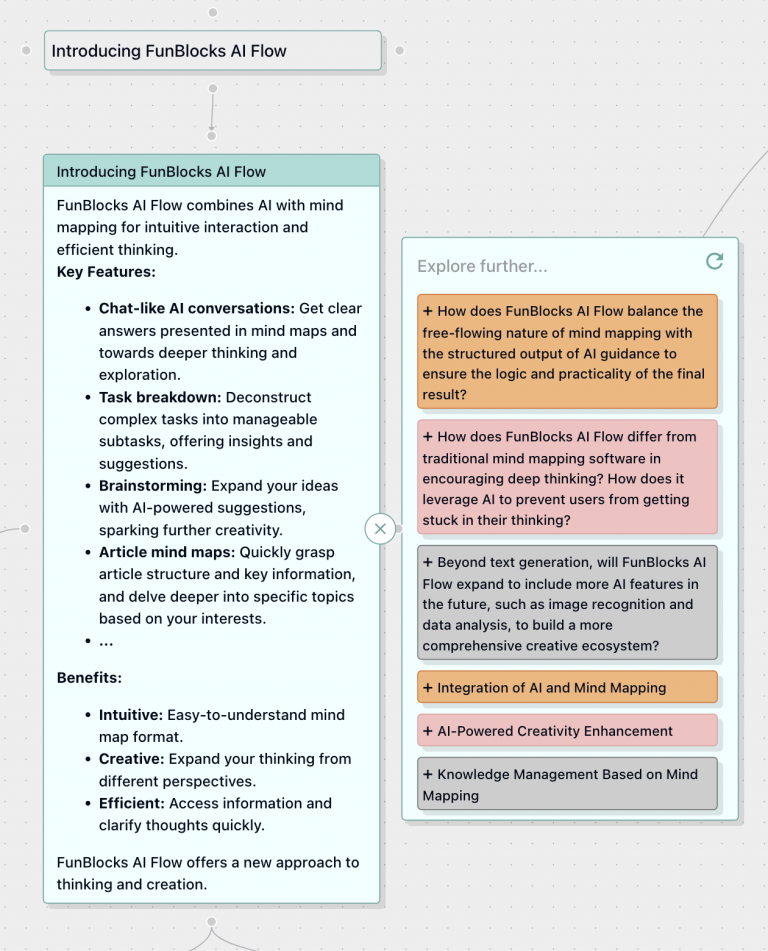 Introducing FunBlocks AI Flow
Introducing FunBlocks AI Flow
FunBlocks AI Flow combines AI with mind
mapping for intuitive interaction and
efficient thinking.
Key Features:
• Chat-like AI conversations: Get clear
answers presented in mind maps and
towards deeper thinking and
exploration.
• Task breakdown: Deconstruct
complex tasks into manageable
subtasks, offering insights and
suggestions.
• Brainstorming: Expand your ideas
with AI-powered suggestions,
sparking further creativity.
• Article mind maps: Quickly grasp
article structure and key information,
and delve deeper into specific topics
based on your interests.
• ...
Benefits:
• Intuitive: Easy-to-understand mind
map format.
• Creative: Expand your thinking from
different perspectives.
• Efficient: Access information and
clarify thoughts quickly.
FunBlocks AI Flow offers a new approach to
thinking and creation.
Explore further...
+ How does FunBlocks AI Flow balance the
free-flowing nature of mind mapping with
the structured output of AI guidance to
ensure the logic and practicality of the final
result?
+ How does FunBlocks AI Flow differ from
traditional mind mapping software in
encouraging deep thinking? How does it
leverage AI to prevent users from getting
stuck in their thinking?
+ Beyond text generation, will FunBlocks AI
Flow expand to include more AI features in
the future, such as image recognition and
data analysis, to build a more
comprehensive creative ecosystem?
+ Integration of AI and Mind Mapping
+ AI-Powered Creativity Enhancement
+ Knowledge Management Based on Mind
Mapping